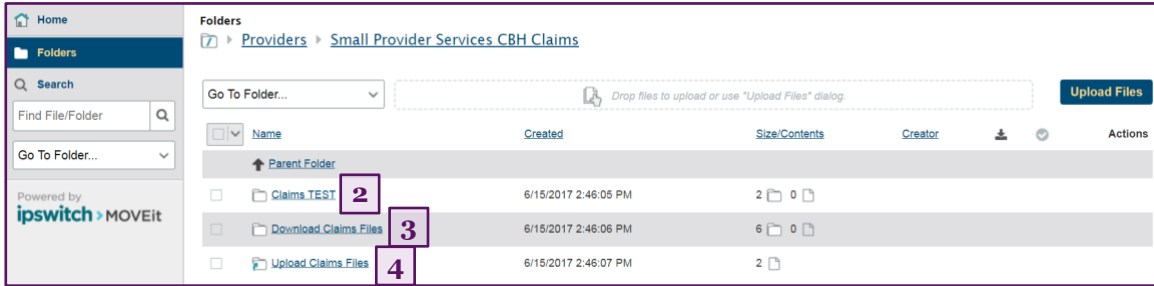 Home
Folders
Search
Find File/Folder
Go To Folder...
Powered by
ipswitch MOVEit
Folders
Providers Small Provider Services CBH Claims
Go To Folder... Drop files to upload or use "Upload Files" dialog. Upload Files
Name Created Size/Contents Creator Actions
Parent Folder
Claims TEST 2 6/15/2017 2:46:05 PM 2 0
Download Claims Files 3 6/15/2017 2:46:06 PM 6 0
Upload Claims Files 4 6/15/2017 2:46:07 PM 2